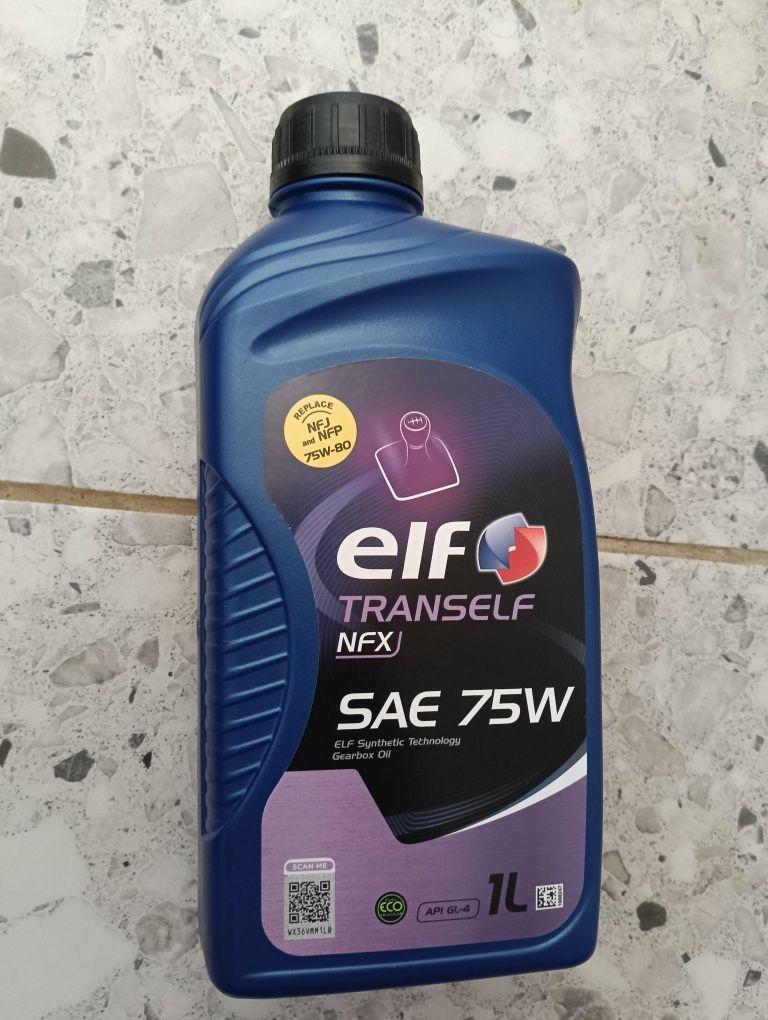 REPLACE
NFJ
and NFP
75W-80
elf
TRANSELF
NFX
SAE 75W
ELF Synthetic Technology
Gearbox Oil
SCAN ME
WX36VMM1LØ
ECO
API GL-4
1L